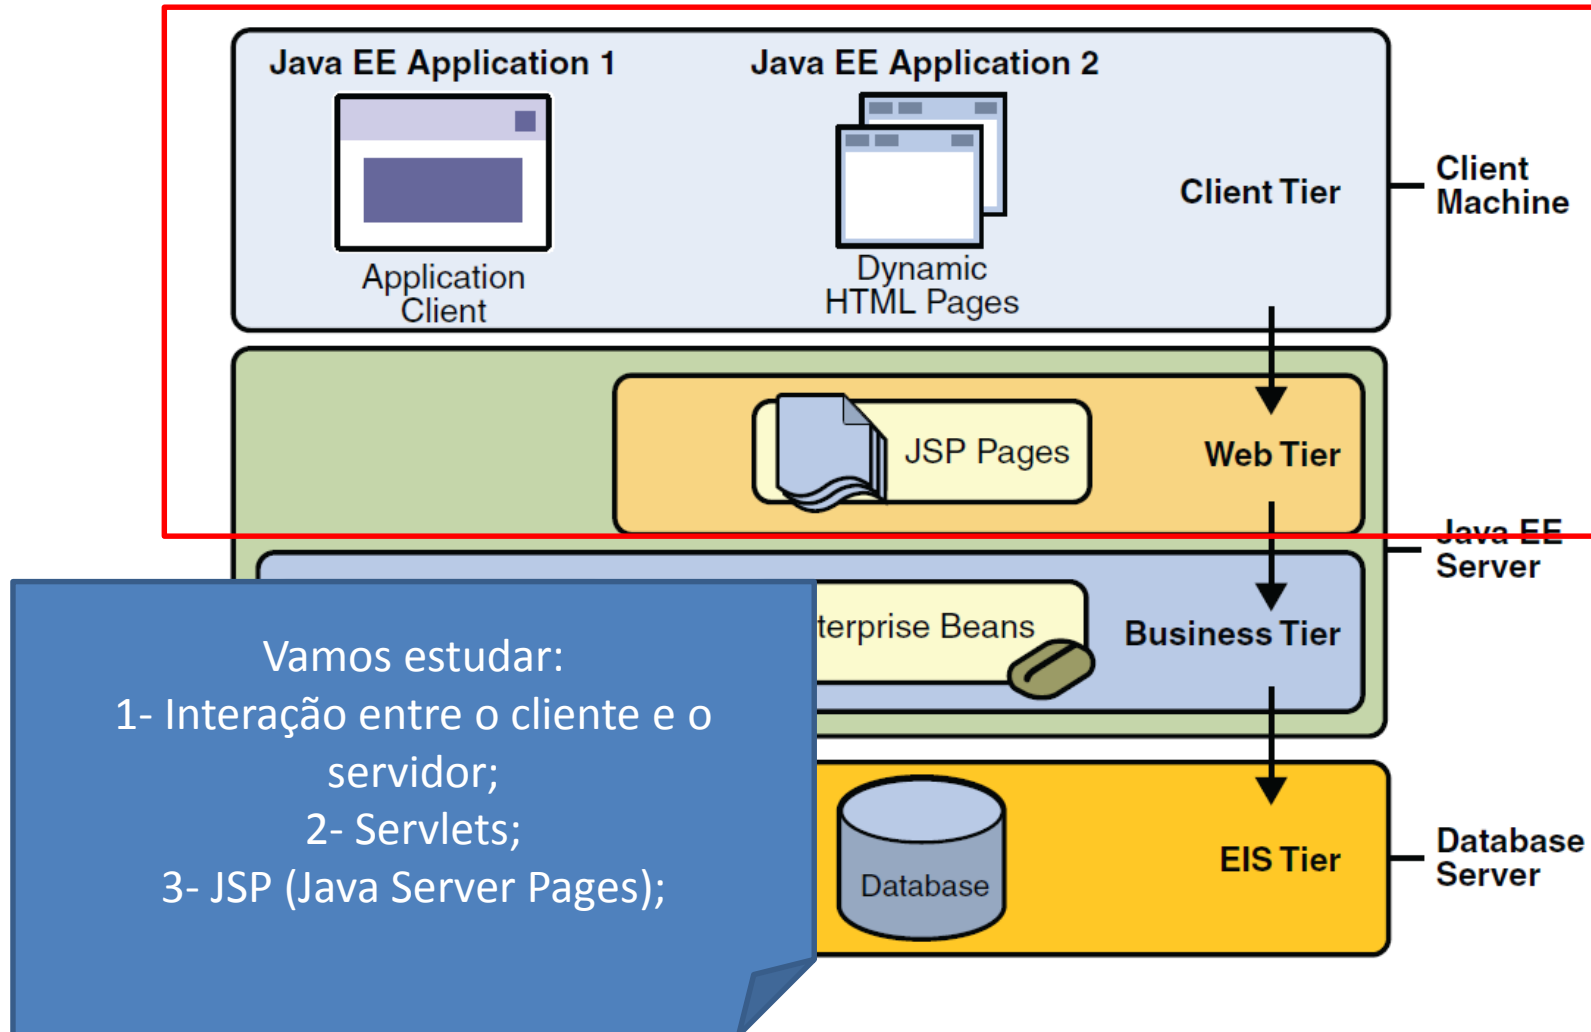 Java EE Application 1
Java EE Application 2
Application
Client
Dynamic
HTML Pages
Client Tier
Client
Machine
JSP Pages
Web Tier
Java EE
Server
terprise Beans
Business Tier
Vamos estudar:
1- Interação entre o cliente e o
servidor;
2- Servlets;
3- JSP (Java Server Pages);
Database
EIS Tier
Database
Server